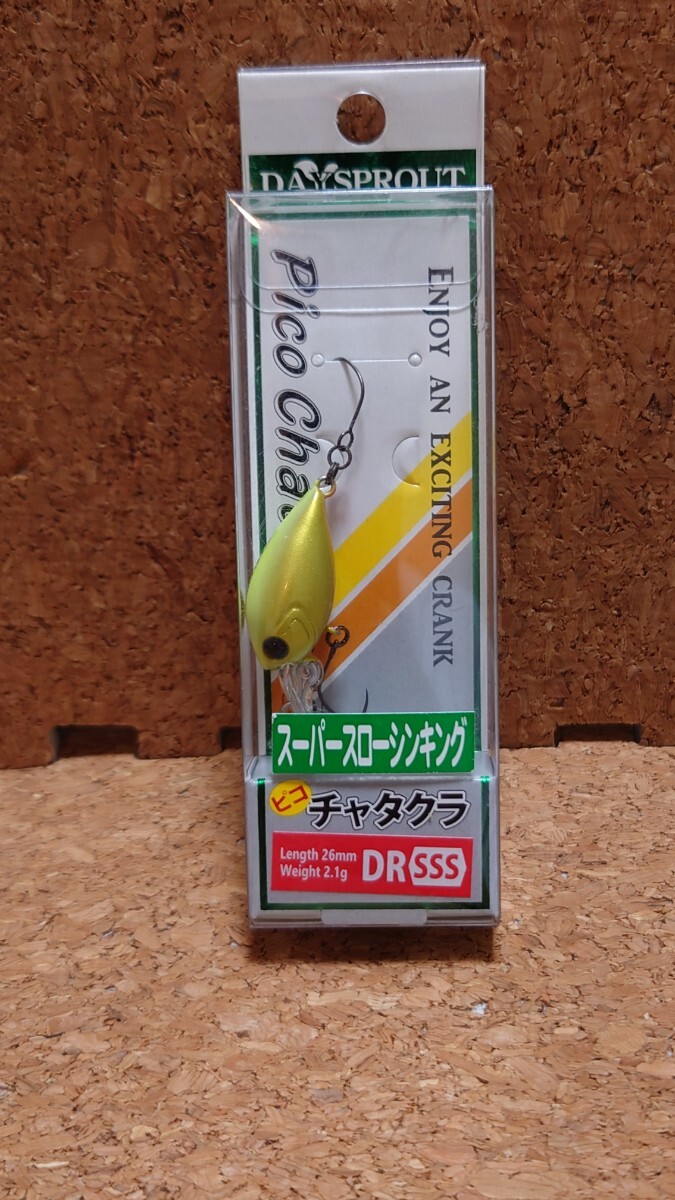 DAYSPROUT
Pico Cha
ENJOY AN EXCITING CRANK
スーパースローシンキング
ピコ
チャタクラ
Length 26mm
Weight 2.1g
DR SSS